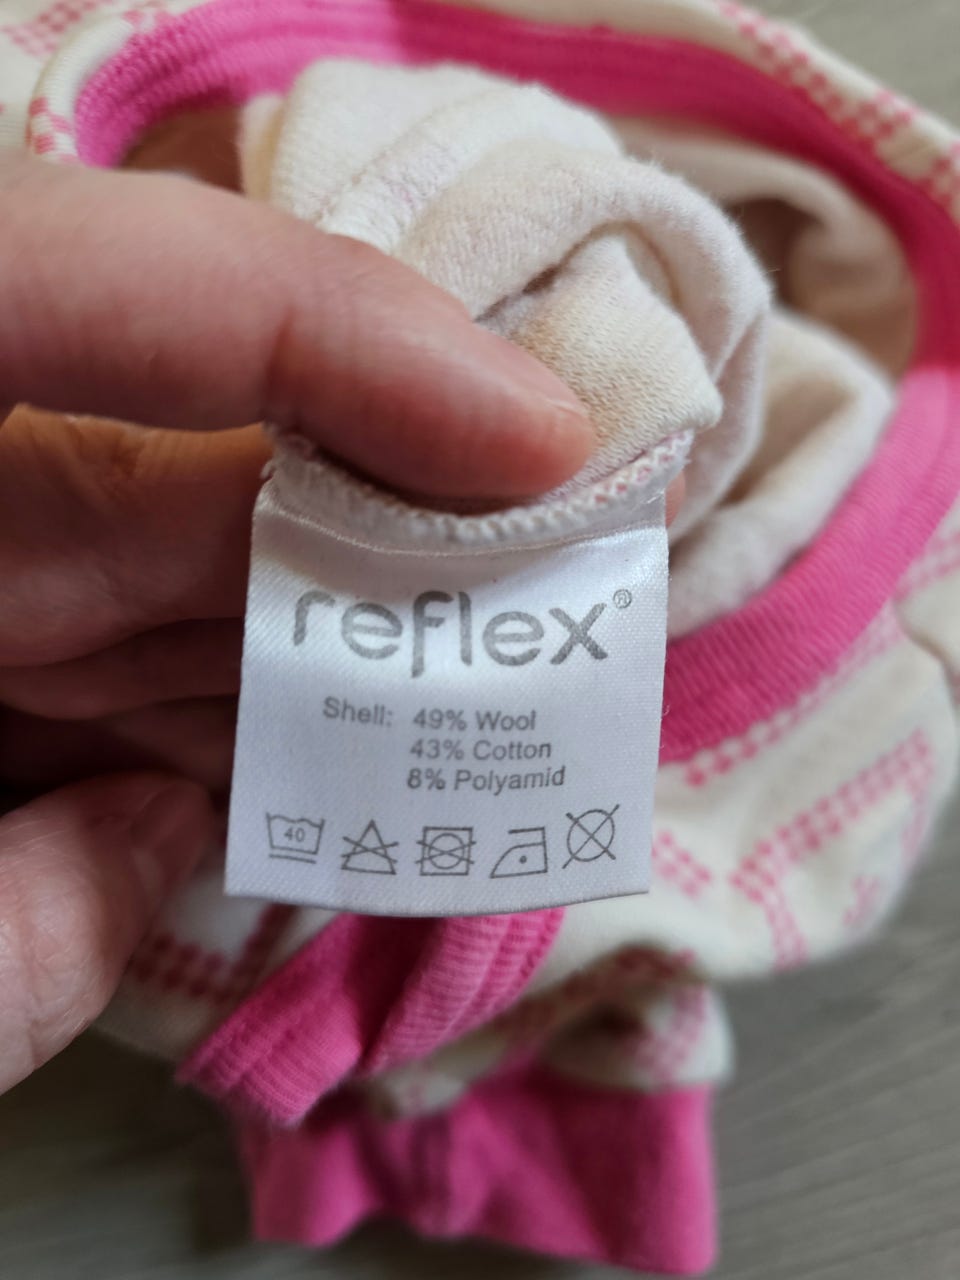 reflex®
Shell: 49% Wool
43% Cotton
8% Polyamid
40